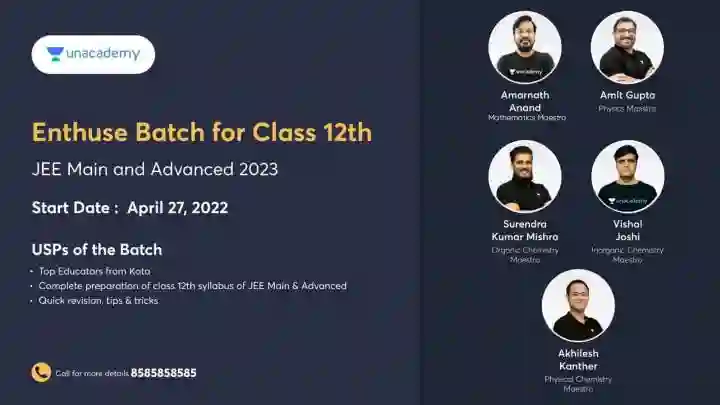 unacademy
Enthuse Batch for Class 12th
JEE Main and Advanced 2023
Start Date : April 27, 2022
USPs of the Batch
• Top Educators from Kota
• Complete preparation of class 12th syllabus of JEE Main & Advanced
• Quick revision, tips & tricks
Call for more details 8585858585
unacademy
Amarnath
Anand
Mathematics Maestro
Amit Gupta
Physics Maestro
Surendra
Kumar Mishra
Organic Chemistry
Maestro
unacademy
Vishal
Joshi
Inorganic Chemistry
Maestro
Akhilesh
Kanther
Physical Chemistry
Maestro